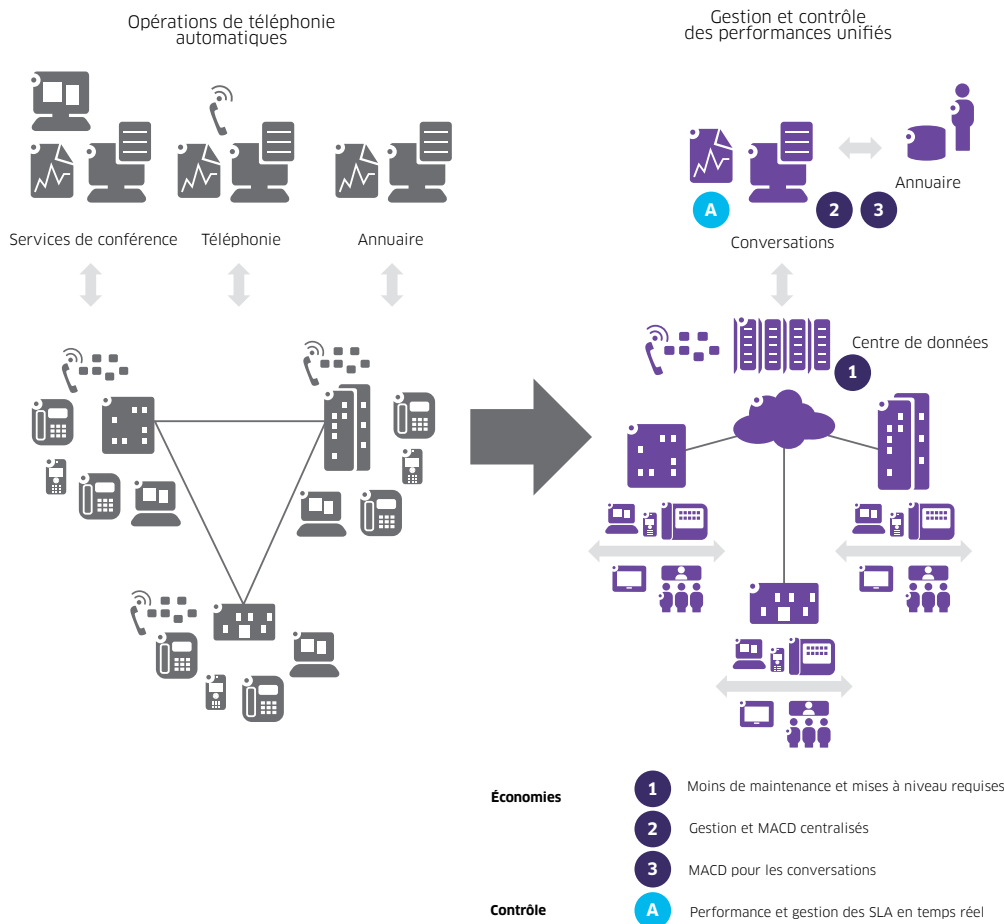 Opérations de téléphonie
automatiques
Services de conférence
Téléphonie
Annuaire
Gestion et contrôle
des performances unifiés
A
2
3
Annuaire
Conversations
Centre de données
1
Économies
1 Moins de maintenance et mises à niveau requises
2 Gestion et MACD centralisés
3 MACD pour les conversations
Contrôle
A Performance et gestion des SLA en temps réel